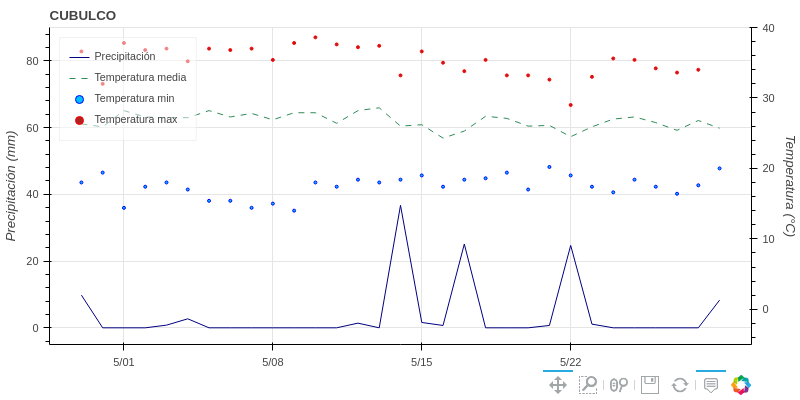 CUBULCO
Precipitación
Temperatura media
Temperatura min
Temperatura max
Precipitación (mm)
80
60
40
20
0
Temperatura (°C)
40
30
20
10
0
5/01
5/08
5/15
5/22